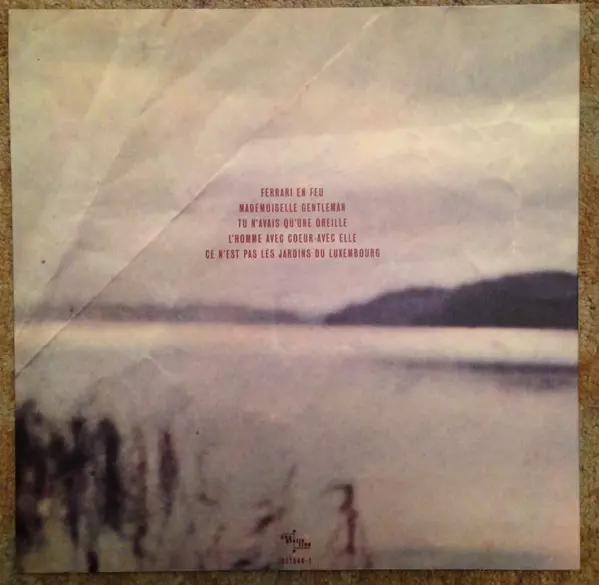 FERRARI EN FEU
MADEMOISELLE GENTLEMAN
TU N'AVAIS QU'UNE OREILLE
L'HOMME AVEC COEUR AVEC ELLE
CE N'EST PAS LES JARDINS DU LUXEMBOURG